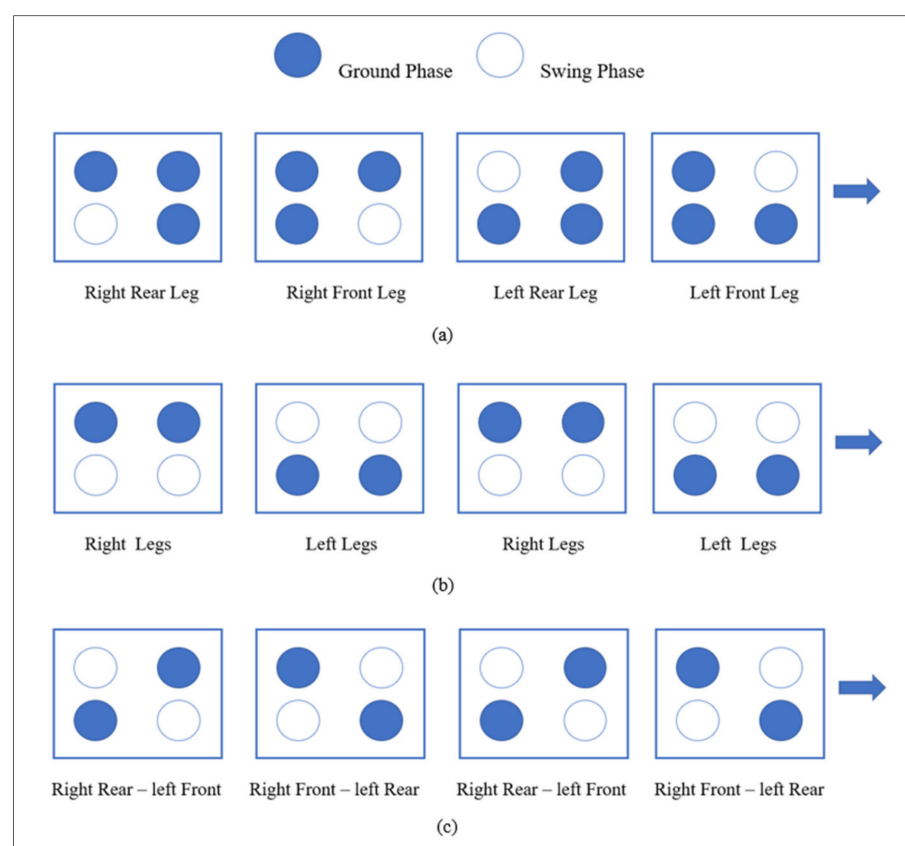 Ground Phase Swing Phase
Right Rear Leg Right Front Leg Left Rear Leg Left Front Leg
(a)
Right Legs Left Legs Right Legs Left Legs
(b)
Right Rear – left Front Right Front – left Rear Right Rear – left Front Right Front – left Rear
(c)